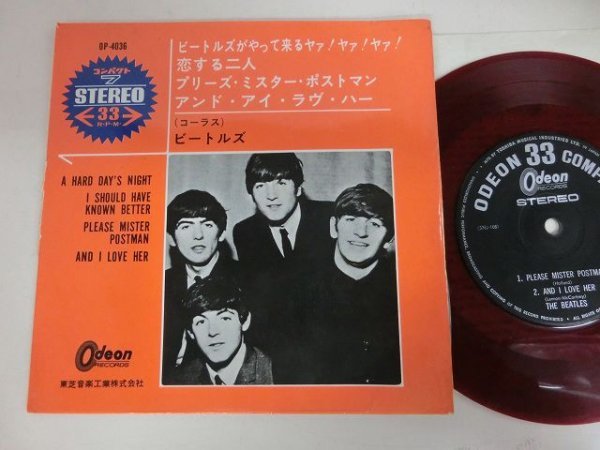 OP-4036
コンパクト
7
STEREO
33
R・P・M・
ビートルズがやって来るヤァ!ヤァ!ヤァ!
恋する二人
プリーズ・ミスター・ポストマン
アンド・アイ・ラヴ・ハー
(コーラス)
ビートルズ
A HARD DAY'S NIGHT
I SHOULD HAVE
KNOWN BETTER
PLEASE MISTER
POSTMAN
AND I LOVE HER
Odeon
RECORDS
東芝音楽工業株式会社
ODEON 33 COMPA
Odeon
RECORDS
STEREO
1. PLEASE MISTER POSTMA
(Holland)
2. AND I LOVE HER
(Lennon-McCartney)
THE BEATLES